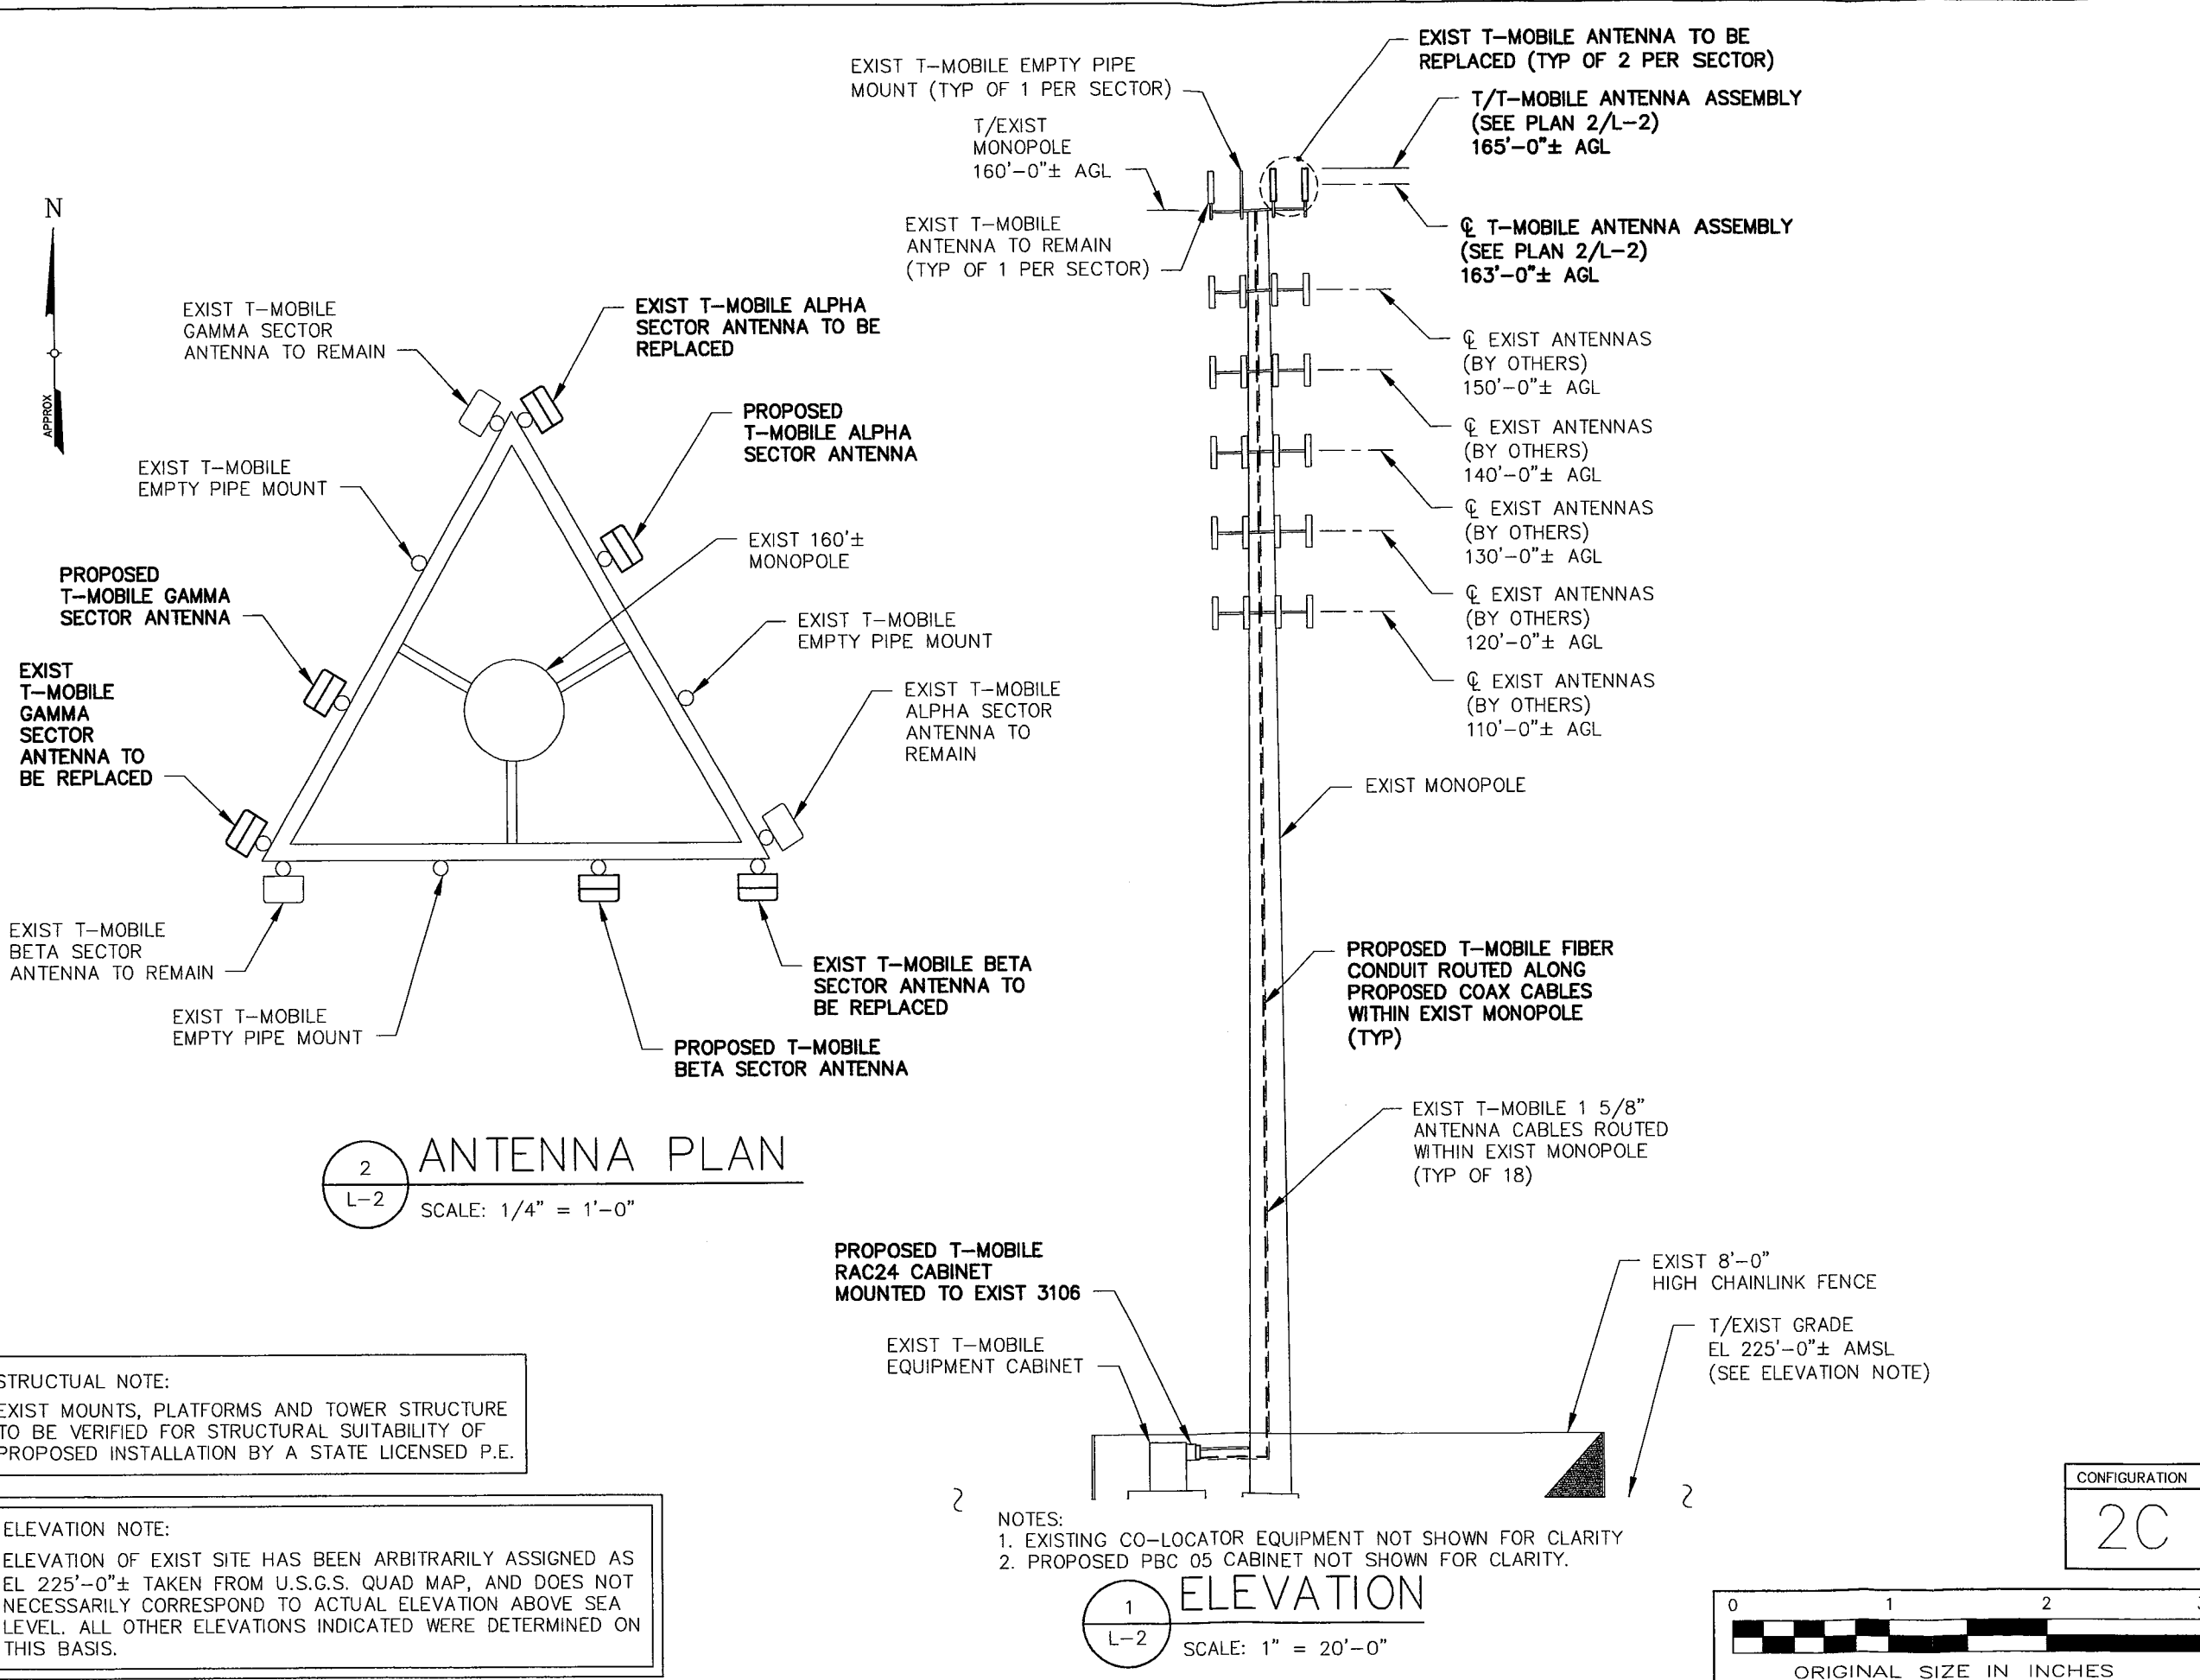 N
APPROX
EXIST T-MOBILE
GAMMA SECTOR
ANTENNA TO REMAIN
EXIST T-MOBILE ALPHA
SECTOR ANTENNA TO BE
REPLACED
PROPOSED
T-MOBILE ALPHA
SECTOR ANTENNA
EXIST T-MOBILE
EMPTY PIPE MOUNT
EXIST 160'±
MONOPOLE
PROPOSED
T-MOBILE GAMMA
SECTOR ANTENNA
EXIST T-MOBILE
EMPTY PIPE MOUNT
EXIST
T-MOBILE
GAMMA
SECTOR
ANTENNA TO
BE REPLACED
EXIST T-MOBILE
ALPHA SECTOR
ANTENNA TO
REMAIN
EXIST T-MOBILE
BETA SECTOR
ANTENNA TO REMAIN
EXIST T-MOBILE
EMPTY PIPE MOUNT
EXIST T-MOBILE BETA
SECTOR ANTENNA TO
BE REPLACED
PROPOSED T-MOBILE
BETA SECTOR ANTENNA
2
L-2
ANTENNA PLAN
SCALE: 1/4" = 1'-0"
STRUCTUAL NOTE:
EXIST MOUNTS, PLATFORMS AND TOWER STRUCTURE
TO BE VERIFIED FOR STRUCTURAL SUITABILITY OF
PROPOSED INSTALLATION BY A STATE LICENSED P.E.
ELEVATION NOTE:
ELEVATION OF EXIST SITE HAS BEEN ARBITRARILY ASSIGNED AS
EL 225'-0"± TAKEN FROM U.S.G.S. QUAD MAP, AND DOES NOT
NECESSARILY CORRESPOND TO ACTUAL ELEVATION ABOVE SEA
LEVEL. ALL OTHER ELEVATIONS INDICATED WERE DETERMINED ON
THIS BASIS.
EXIST T-MOBILE EMPTY PIPE
MOUNT (TYP OF 1 PER SECTOR)
T/EXIST
MONOPOLE
160'-0"± AGL
EXIST T-MOBILE
ANTENNA TO REMAIN
(TYP OF 1 PER SECTOR)
EXIST T-MOBILE ANTENNA TO BE
REPLACED (TYP OF 2 PER SECTOR)
T/T-MOBILE ANTENNA ASSEMBLY
(SEE PLAN 2/L-2)
165'-0"± AGL
℄ T-MOBILE ANTENNA ASSEMBLY
(SEE PLAN 2/L-2)
163'-0"± AGL
℄ EXIST ANTENNAS
(BY OTHERS)
150'-0"± AGL
℄ EXIST ANTENNAS
(BY OTHERS)
140'-0"± AGL
℄ EXIST ANTENNAS
(BY OTHERS)
130'-0"± AGL
℄ EXIST ANTENNAS
(BY OTHERS)
120'-0"± AGL
℄ EXIST ANTENNAS
(BY OTHERS)
110'-0"± AGL
EXIST MONOPOLE
PROPOSED T-MOBILE FIBER
CONDUIT ROUTED ALONG
PROPOSED COAX CABLES
WITHIN EXIST MONOPOLE
(TYP)
EXIST T-MOBILE 1 5/8"
ANTENNA CABLES ROUTED
WITHIN EXIST MONOPOLE
(TYP OF 18)
PROPOSED T-MOBILE
RAC24 CABINET
MOUNTED TO EXIST 3106
EXIST T-MOBILE
EQUIPMENT CABINET
EXIST 8'-0"
HIGH CHAINLINK FENCE
T/EXIST GRADE
EL 225'-0"± AMSL
(SEE ELEVATION NOTE)
NOTES:
1. EXISTING CO-LOCATOR EQUIPMENT NOT SHOWN FOR CLARITY
2. PROPOSED PBC 05 CABINET NOT SHOWN FOR CLARITY.
1
L-2
ELEVATION
SCALE: 1" = 20'-0"
CONFIGURATION
2C
0 1 2 3
ORIGINAL SIZE IN INCHES